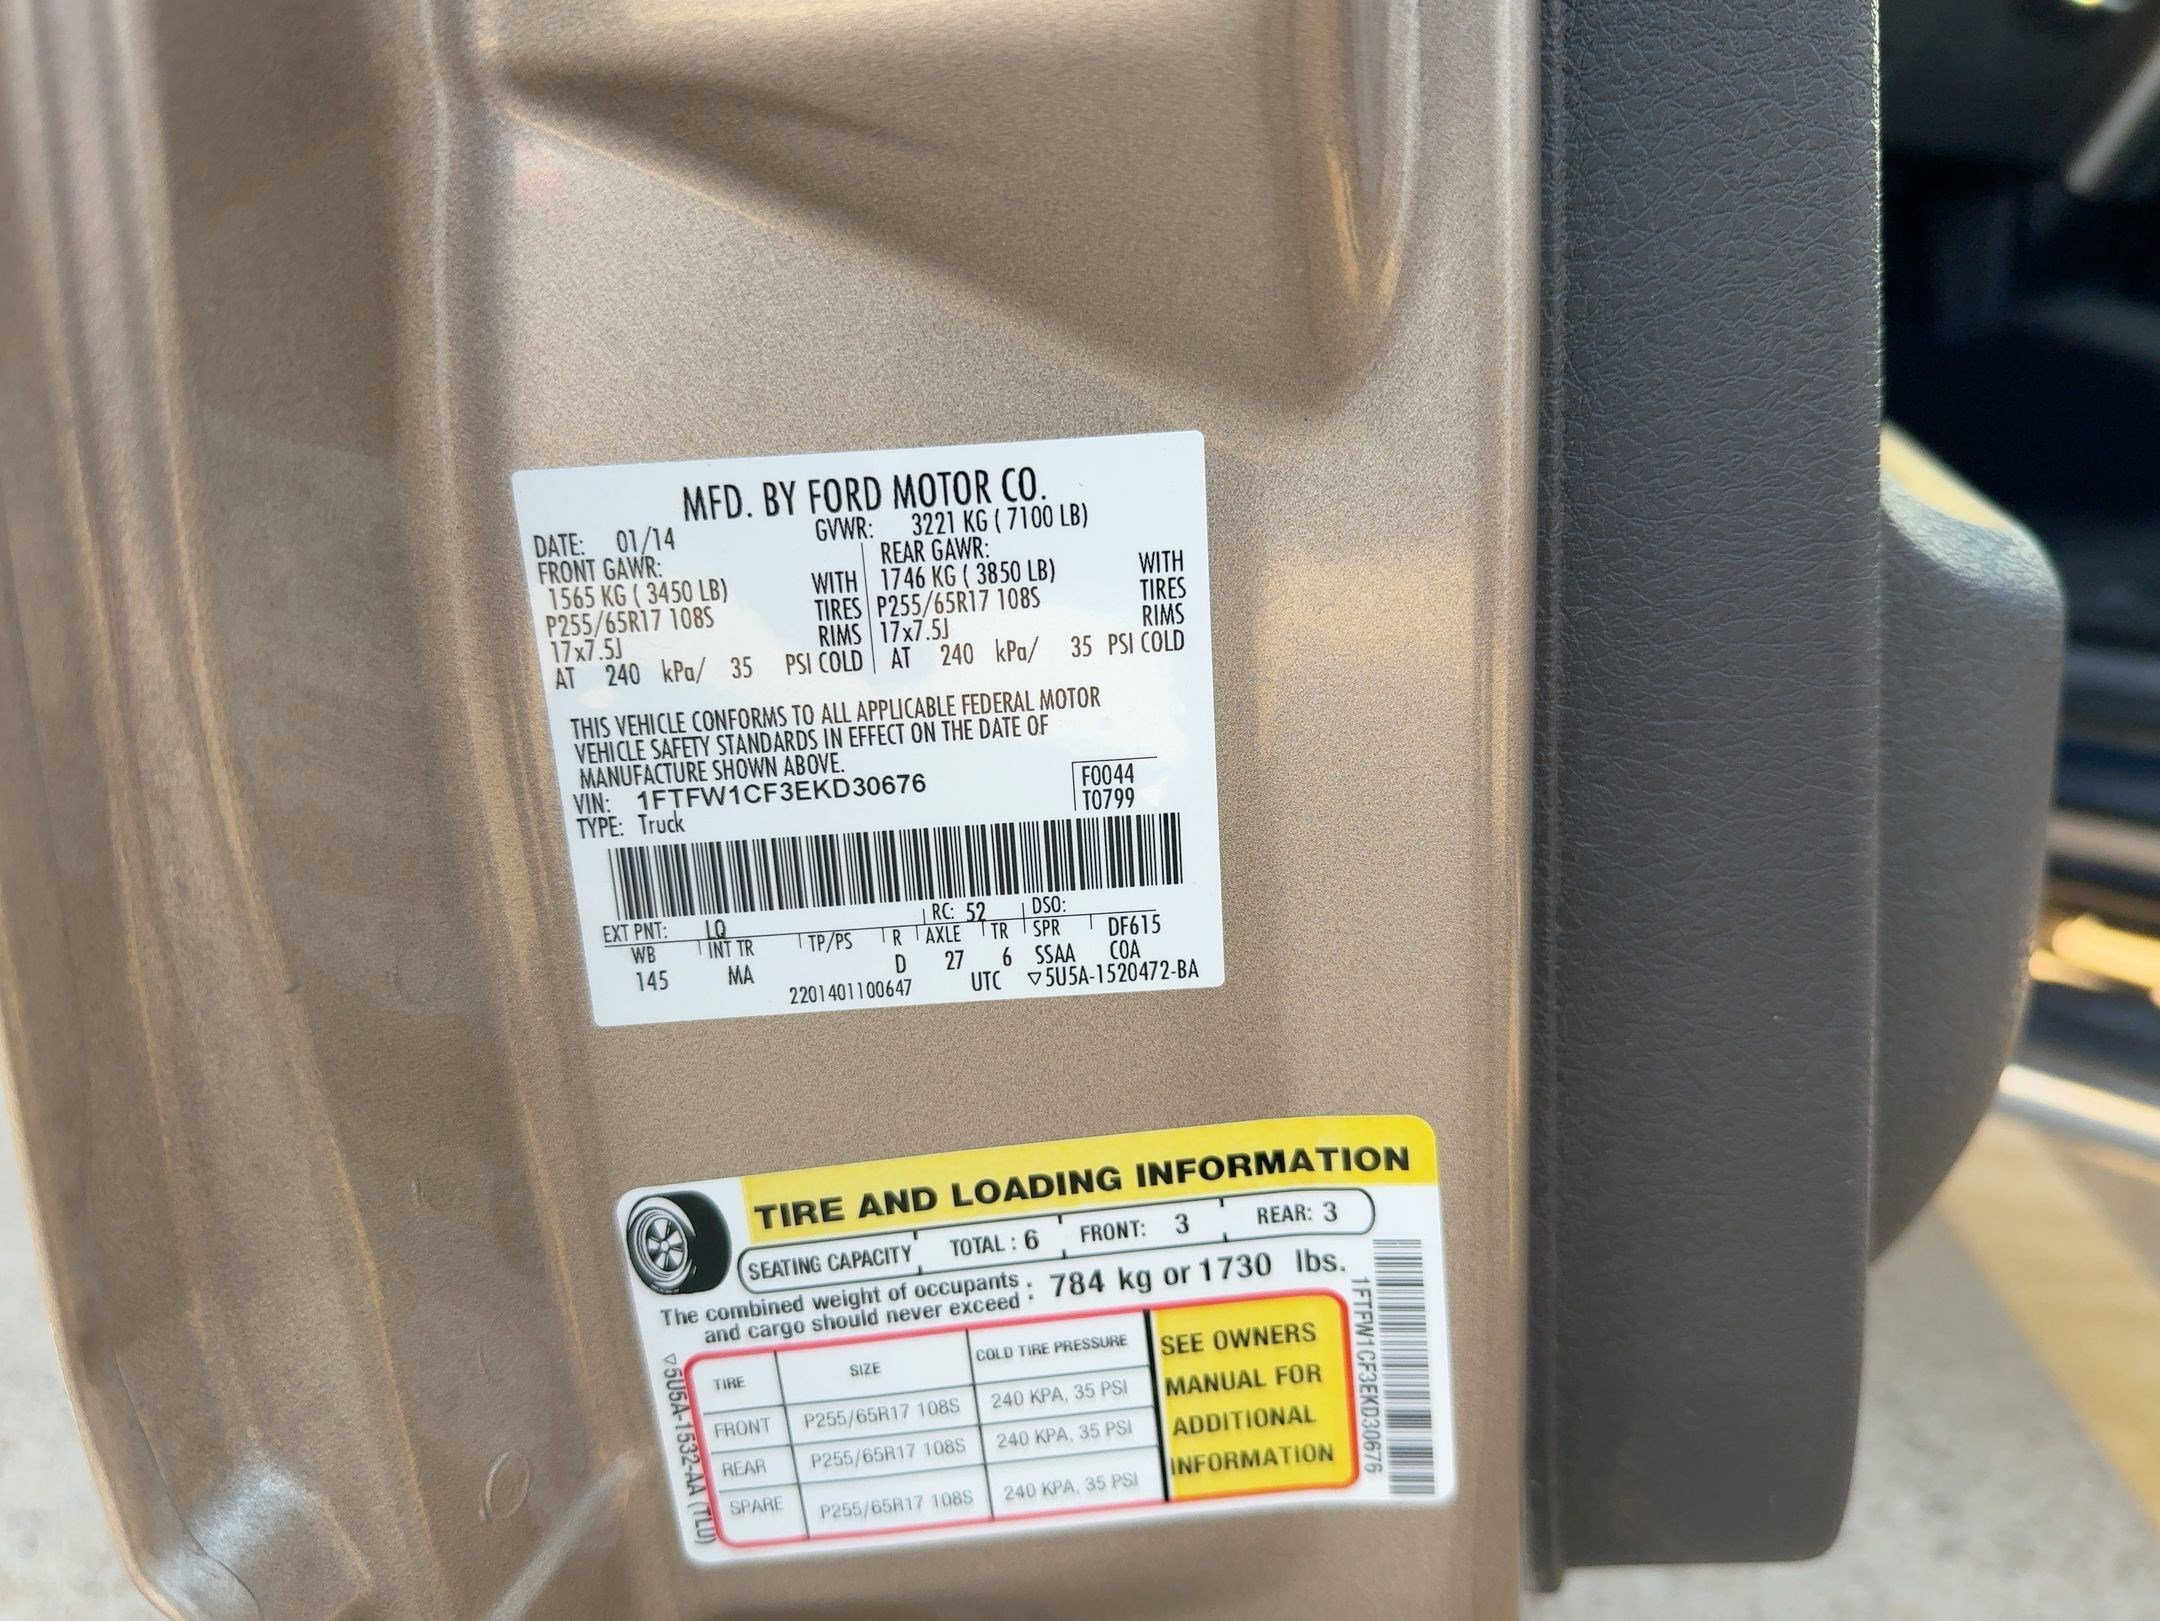 MFD. BY FORD MOTOR CO.
DATE: 01/14 GVWR: 3221 KG ( 7100 LB)
FRONT GAWR: REAR GAWR:
1565 KG ( 3450 LB) WITH 1746 KG ( 3850 LB) WITH
P255/65R17 108S TIRES P255/65R17 108S TIRES
17x7.5J RIMS 17x7.5J RIMS
AT 240 kPa/ 35 PSI COLD AT 240 kPa/ 35 PSI COLD
THIS VEHICLE CONFORMS TO ALL APPLICABLE FEDERAL MOTOR
VEHICLE SAFETY STANDARDS IN EFFECT ON THE DATE OF
MANUFACTURE SHOWN ABOVE.
VIN: 1FTFW1CF3EKD30676 F0044
TYPE: Truck T0799
EXT PNT: LQ RC: 52 DSO:
WB INT TR TP/PS R AXLE TR SPR DF615
145 MA D 27 6 SSAA COA
2201401100647 UTC ▽5U5A-1520472-BA
TIRE AND LOADING INFORMATION
SEATING CAPACITY TOTAL : 6 FRONT: 3 REAR: 3
The combined weight of occupants : 784 kg or 1730 lbs.
and cargo should never exceed :
TIRE SIZE COLD TIRE PRESSURE
FRONT P255/65R17 108S 240 KPA, 35 PSI
REAR P255/65R17 108S 240 KPA, 35 PSI
SPARE P255/65R17 108S 240 KPA, 35 PSI
SEE OWNERS
MANUAL FOR
ADDITIONAL
INFORMATION
▽5U5A-1532-AA (TLU)
1FTFW1CF3EKD30676